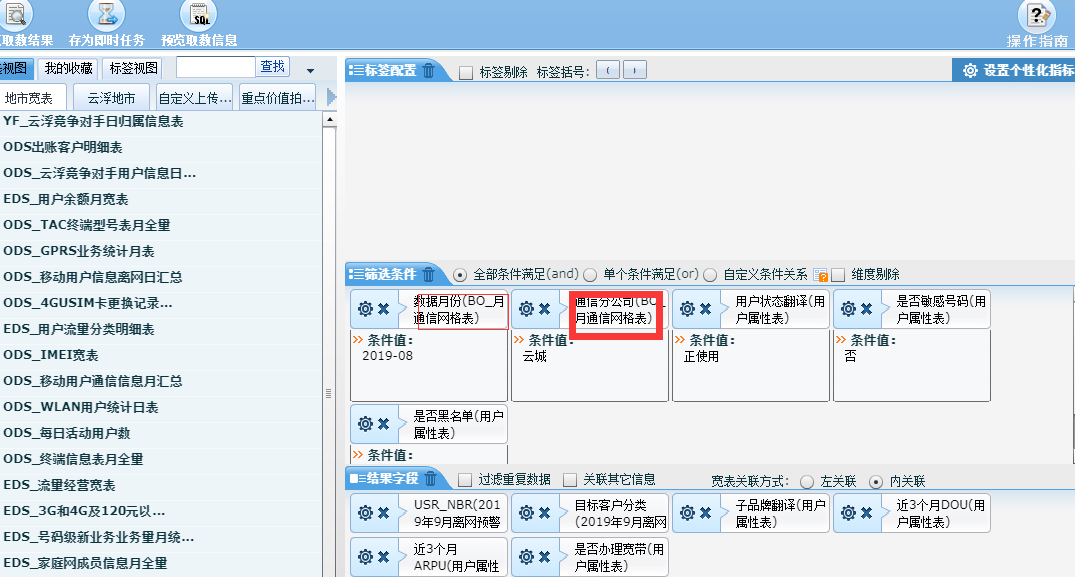 取数结果 存为即时任务 预览取数信息 操作指南
视图 我的收藏 标签视图 查找
地市宽表 云浮地市 自定义上传... 重点价值拍...
YF_云浮竞争对手日归属信息表
ODS出账客户明细表
ODS_云浮竞争对手用户信息日...
EDS_用户余额月宽表
ODS_TAC终端型号表月全量
ODS_GPRS业务统计月表
ODS_移动用户信息离网日汇总
ODS_4GUSIM卡更换记录...
EDS_用户流量分类明细表
ODS_IMEI宽表
ODS_移动用户通信信息月汇总
ODS_WLAN用户统计日表
ODS_每日活动用户数
ODS_终端信息表月全量
EDS_流量经营宽表
EDS_3G和4G及120元以...
EDS_号码级新业务业务量月统...
EDS_家庭网成员信息月全量
标签配置 标签剔除 标签括号: ( ) 设置个性化指标
筛选条件 全部条件满足(and) 单个条件满足(or) 自定义条件关系 维度剔除
数据月份(BO_月
通信网格表)
条件值:
2019-08
通信分公司(BO_
月通信网格表)
条件值:
云城
用户状态翻译(用
户属性表)
条件值:
正使用
是否敏感号码(用
户属性表)
条件值:
否
是否黑名单(用户
属性表)
条件值:
结果字段 过滤重复数据 关联其它信息 宽表关联方式: 左关联 内关联
USR_NBR(201
9年9月离网预警
目标客户分类
(2019年9月离网
子品牌翻译(用户
属性表)
近3个月DOU(用
户属性表)
近3个月
ARPU(用户属性
是否办理宽带(用
户属性表)